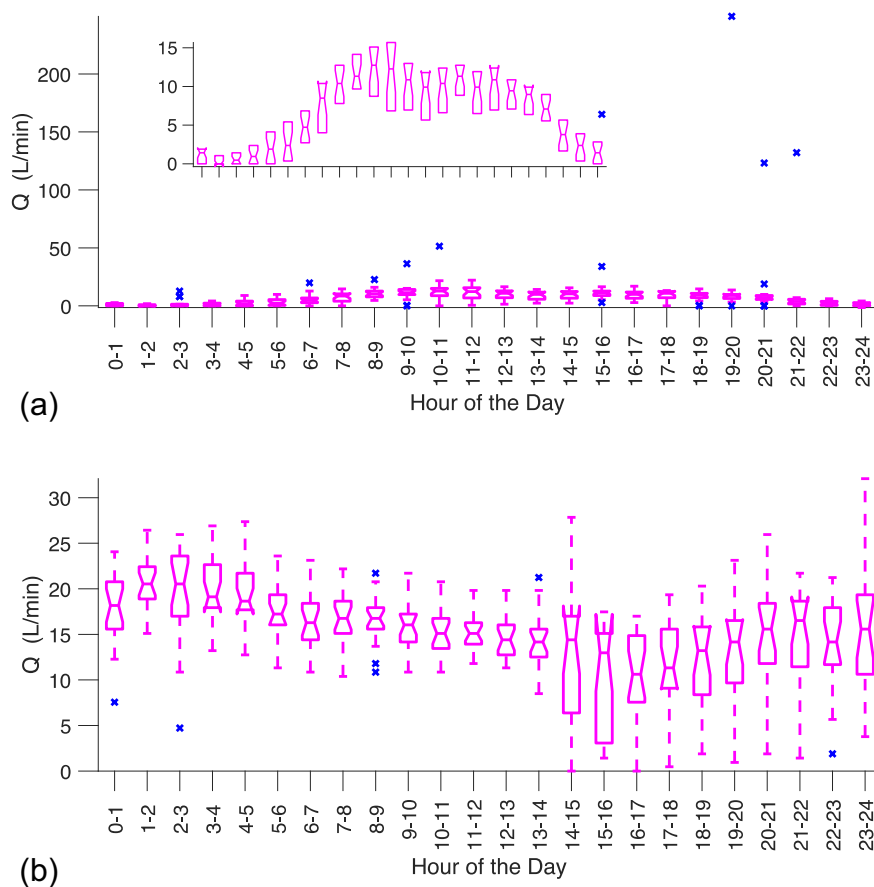 200
150
100
50
0
Q (L/min)
15
10
5
0
0-1 1-2 2-3 3-4 4-5 5-6 6-7 7-8 8-9 9-10 10-11 11-12 12-13 13-14 14-15 15-16 16-17 17-18 18-19 19-20 20-21 21-22 22-23 23-24
(a) Hour of the Day
30
25
20
15
10
5
0
Q (L/min)
0-1 1-2 2-3 3-4 4-5 5-6 6-7 7-8 8-9 9-10 10-11 11-12 12-13 13-14 14-15 15-16 16-17 17-18 18-19 19-20 20-21 21-22 22-23 23-24
(b) Hour of the Day